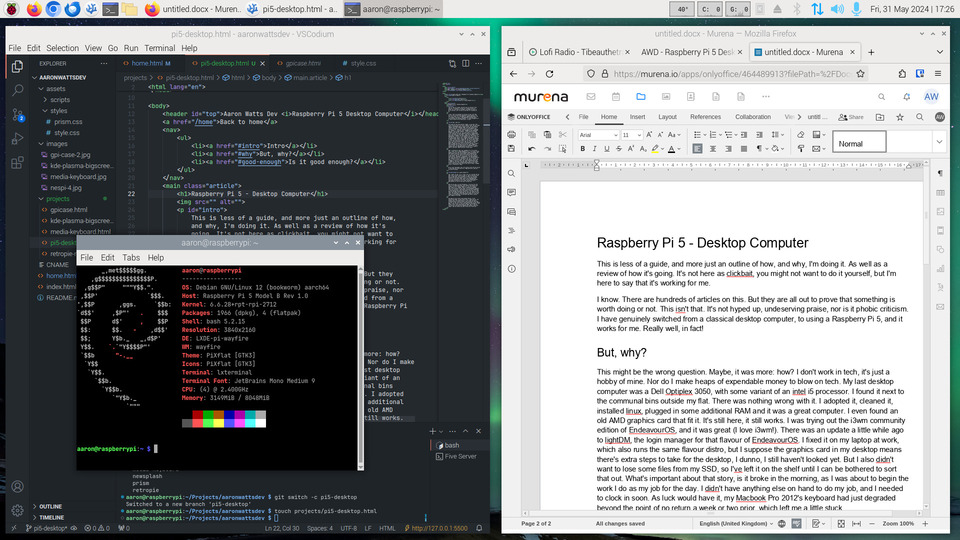 untitled.docx - Muren...
pi5-desktop.html - a...
aaron@raspberrypi: ~
40°
C: 0
G: 0
Fri, 31 May 2024 | 17:26
pi5-desktop.html - aaronwattsdev - VSCodium
File Edit Selection View Go Run Terminal Help
EXPLORER
AARONWATTSDEV
assets
scripts
styles
prism.css
style.css
images
gpi-case-2.jpg
kde-plasma-bigscree...
media-keyboard.jpg
nespi-4.jpg
projects
gpicase.html
kde-plasma-bigscree...
media-keyboard.html
CNAME
home.html
index.html
README.m
OUTLINE
TIMELINE
home.html M
pi5-desktop.html U
gpicase.html
style.css
projects > pi5-desktop.html > html > body > main.article > h1
<html lang="en">
<body>
<header id="top">Aaron Watts Dev <i>Raspberry Pi 5 Desktop Computer</i></hea
<a href="/home">Back to home</a>
<nav>
<ul>
<li><a href="#intro">Intro</a></li>
<li><a href="#why">But, why?</a></li>
<li><a href="#good-enough">Is it good enough?</a></li>
</ul>
</nav>
<main class="article">
22 <h1>Raspberry Pi 5 - Desktop Computer</h1>
<img src="" alt="">
<p id="intro">
This is less of a guide, and more just an outline of how,
and why, I'm doing it. As well as a review of how it's
aaron@raspberrypi: ~
File Edit Tabs Help
aaron@raspberrypi
-----------------
OS: Debian GNU/Linux 12 (bookworm) aarch64
Host: Raspberry Pi 5 Model B Rev 1.0
Kernel: 6.6.28+rpt-rpi-2712
Packages: 1966 (dpkg), 4 (flatpak)
Shell: bash 5.2.15
Resolution: 3840x2160
DE: LXDE-pi-wayfire
WM: wayfire
Theme: PiXflat [GTK3]
Icons: PiXflat [GTK3]
Terminal: lxterminal
Terminal Font: JetBrains Mono Medium 9
CPU: (4) @ 2.400GHz
Memory: 3149MiB / 8048MiB
aaron@raspberrypi:~ $
bash
Five Server
newsplash
prism
retropie
aaron@raspberrypi:~/Projects/aaronwattsdev $ git switch -c pi5-desktop
Switched to a new branch 'pi5-desktop'
aaron@raspberrypi:~/Projects/aaronwattsdev $ touch projects/pi5-desktop.html
aaron@raspberrypi:~/Projects/aaronwattsdev $
pi5-desktop* 0 0 0 Ln 22, Col 30 Spaces: 4 UTF-8 LF HTML http://127.0.0.1:5500
untitled.docx - Murena — Mozilla Firefox
Lofi Radio - Tibeauthetr
AWD - Raspberry Pi 5 Desk
untitled.docx - Murena
https://murena.io/apps/onlyoffice/464489913?filePath=%2FDoc
murena
AW
ONLYOFFICE
File Home Insert Layout References Collaboration
untitl...
Share
Arial
11
Normal
Raspberry Pi 5 - Desktop Computer
This is less of a guide, and more just an outline of how, and why, I'm doing it. As well as a
review of how it's going. It's not here as clickbait, you might not want to do it yourself, but I'm
here to say that it's working for me.
I know. There are hundreds of articles on this. But they are all out to prove that something is
worth doing or not. This isn't that. It's not hyped up, undeserving praise, nor is it phobic criticism.
I have genuinely switched from a classical desktop computer, to using a Raspberry Pi 5, and it
works for me. Really well, in fact!
But, why?
This might be the wrong question. Maybe, it was more: how? I don't work in tech, it's just a
hobby of mine. Nor do I make heaps of expendable money to blow on tech. My last desktop
computer was a Dell Optiplex 3050, with some variant of an intel i5 processor. I found it next to
the communal bins outside my flat. There was nothing wrong with it. I adopted it, cleaned it,
installed linux, plugged in some additional RAM and it was a great computer. I even found an
old AMD graphics card that fit it. It's still here, it still works. I was trying out the i3wm community
edition of EndeavourOS, and it was great (I love i3wm!). There was an update a little while ago
to lightDM, the login manager for that flavour of EndeavourOS. I fixed it on my laptop at work,
which also runs the same flavour distro, but I suppose the graphics card in my desktop means
there's extra steps to take for the desktop, I dunno, I still haven't looked yet. But I also didn't
want to lose some files from my SSD, so I've left it on the shelf until I can be bothered to sort
that out. What's important about that story, is it broke in the morning, as I was about to begin the
work I do as my job for the day. I didn't have anything else on hand to do my job, and I needed
to clock in soon. As luck would have it, my Macbook Pro 2012's keyboard had just degraded
beyond the point of no return a week or two prior, which left me a little stuck
Page 2 of 2
All changes saved
English (United Kingdom)
Zoom 100%